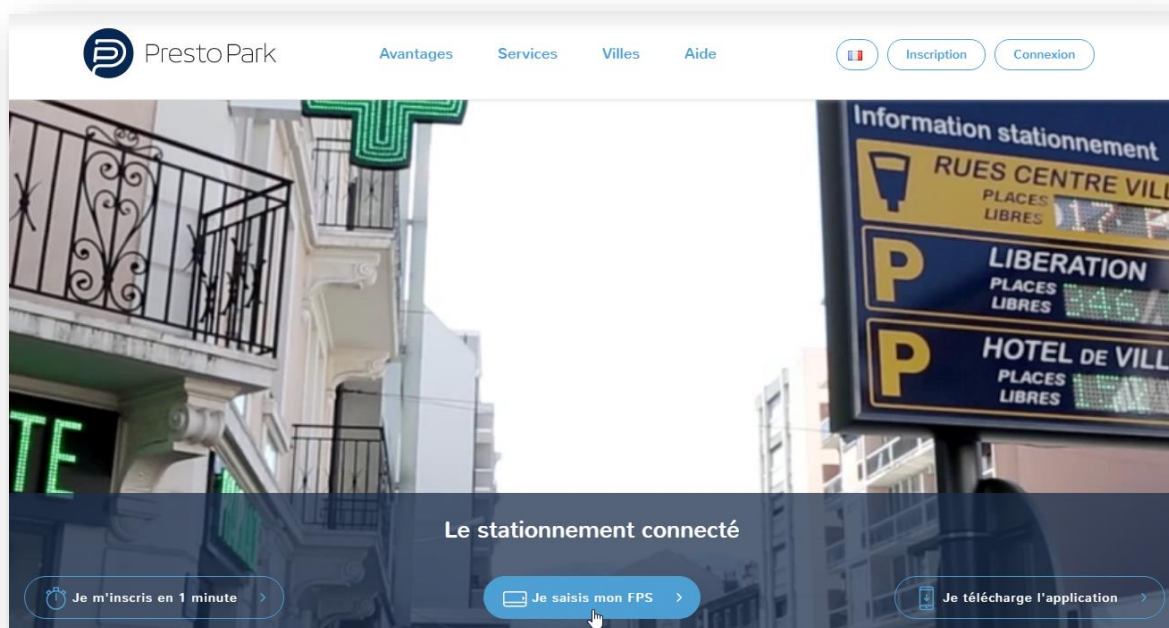 PrestoPark
Avantages Services Villes Aide
Inscription Connexion
Information stationnement
RUES CENTRE VILL
PLACES
LIBRES
LIBERATION
PLACES
LIBRES
HOTEL DE VILL
PLACES
LIBRES
TE
Le stationnement connecté
Je m'inscris en 1 minute
Je saisis mon FPS
Je télécharge l'application